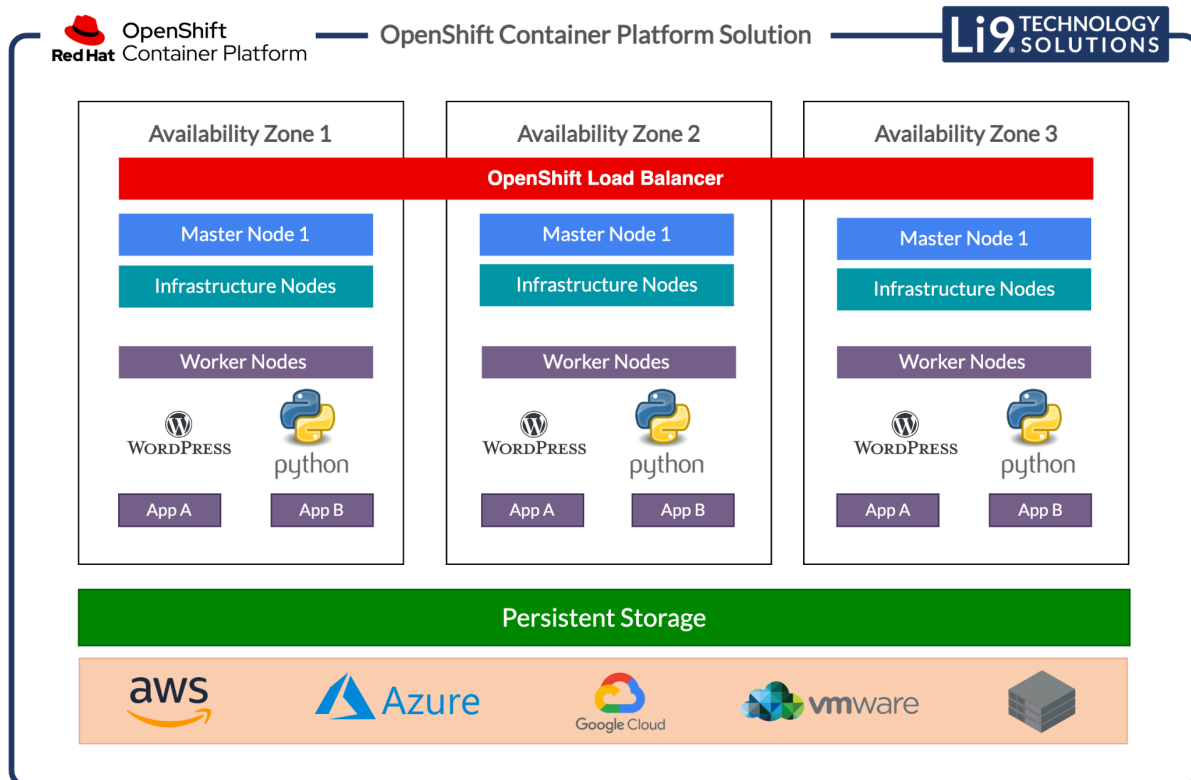 OpenShift
Red Hat Container Platform
OpenShift Container Platform Solution
Li9 TECHNOLOGY
SOLUTIONS
Availability Zone 1
Availability Zone 2
Availability Zone 3
OpenShift Load Balancer
Master Node 1
Master Node 1
Master Node 1
Infrastructure Nodes
Infrastructure Nodes
Infrastructure Nodes
Worker Nodes
Worker Nodes
Worker Nodes
WORDPRESS
python
WORDPRESS
python
WORDPRESS
python
App A
App B
App A
App B
App A
App B
Persistent Storage
aws
Azure
Google Cloud
vmware